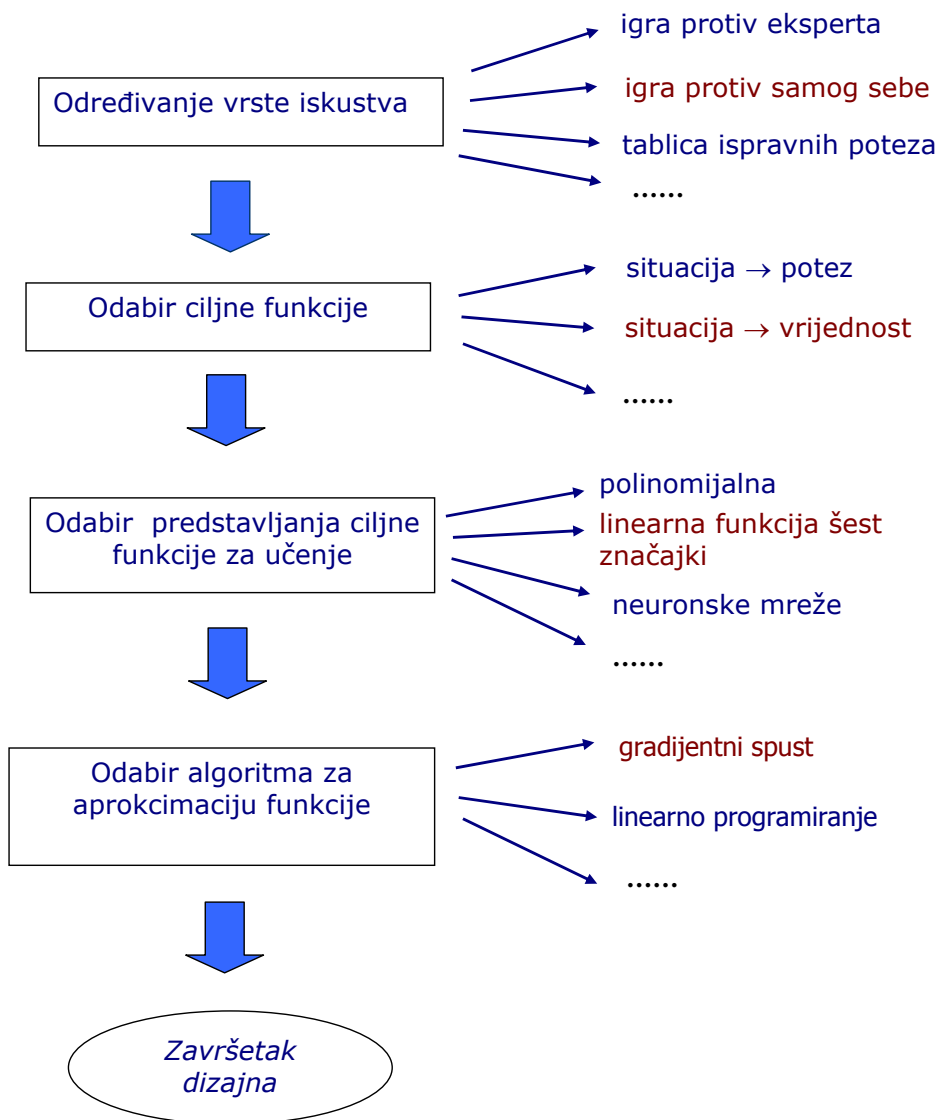 igra protiv eksperta
Određivanje vrste iskustva
igra protiv samog sebe
tablica ispravnih poteza
......
situacija → potez
Odabir ciljne funkcije
situacija → vrijednost
......
polinomijalna
Odabir predstavljanja ciljne
funkcije za učenje
linearna funkcija šest
značajki
neuronske mreže
......
gradijentni spust
Odabir algoritma za
aprokcimaciju funkcije
linearno programiranje
......
Završetak
dizajna